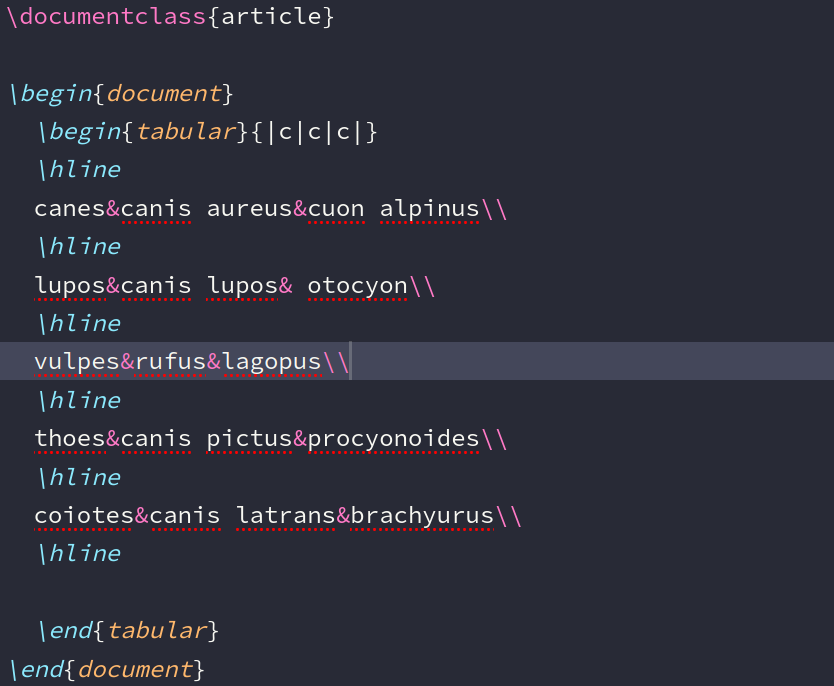 \documentclass{article}
\begin{document}
\begin{tabular}{|c|c|c|}
\hline
canes&canis aureus&cuon alpinus\\
\hline
lupos&canis lupos& otocyon\\
\hline
vulpes&rufus&lagopus\\
\hline
thoes&canis pictus&procyonoides\\
\hline
coiotes&canis latrans&brachyurus\\
\hline
\end{tabular}
\end{document}